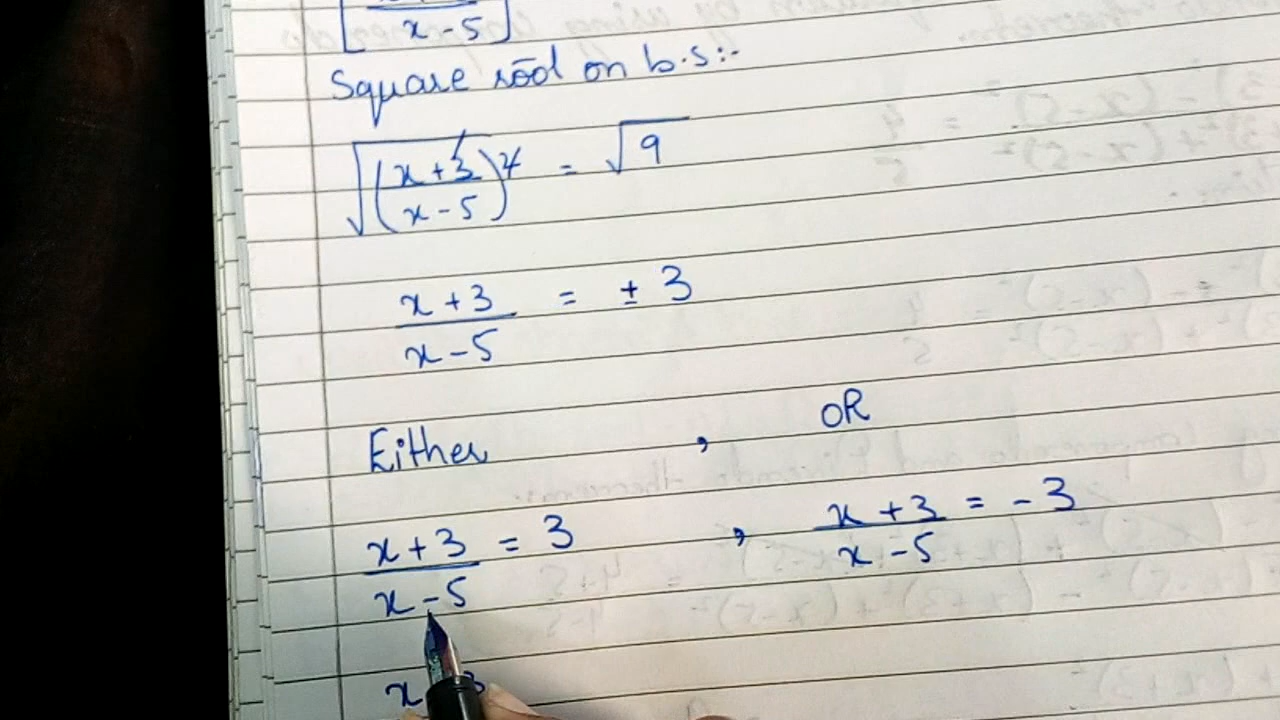 x - 5
Square root on b.s:-
√((x + 3)/(x - 5))² = √9
(x + 3)/(x - 5) = ± 3
Either , OR
(x + 3)/(x - 5) = 3 , (x + 3)/(x - 5) = - 3
x 3